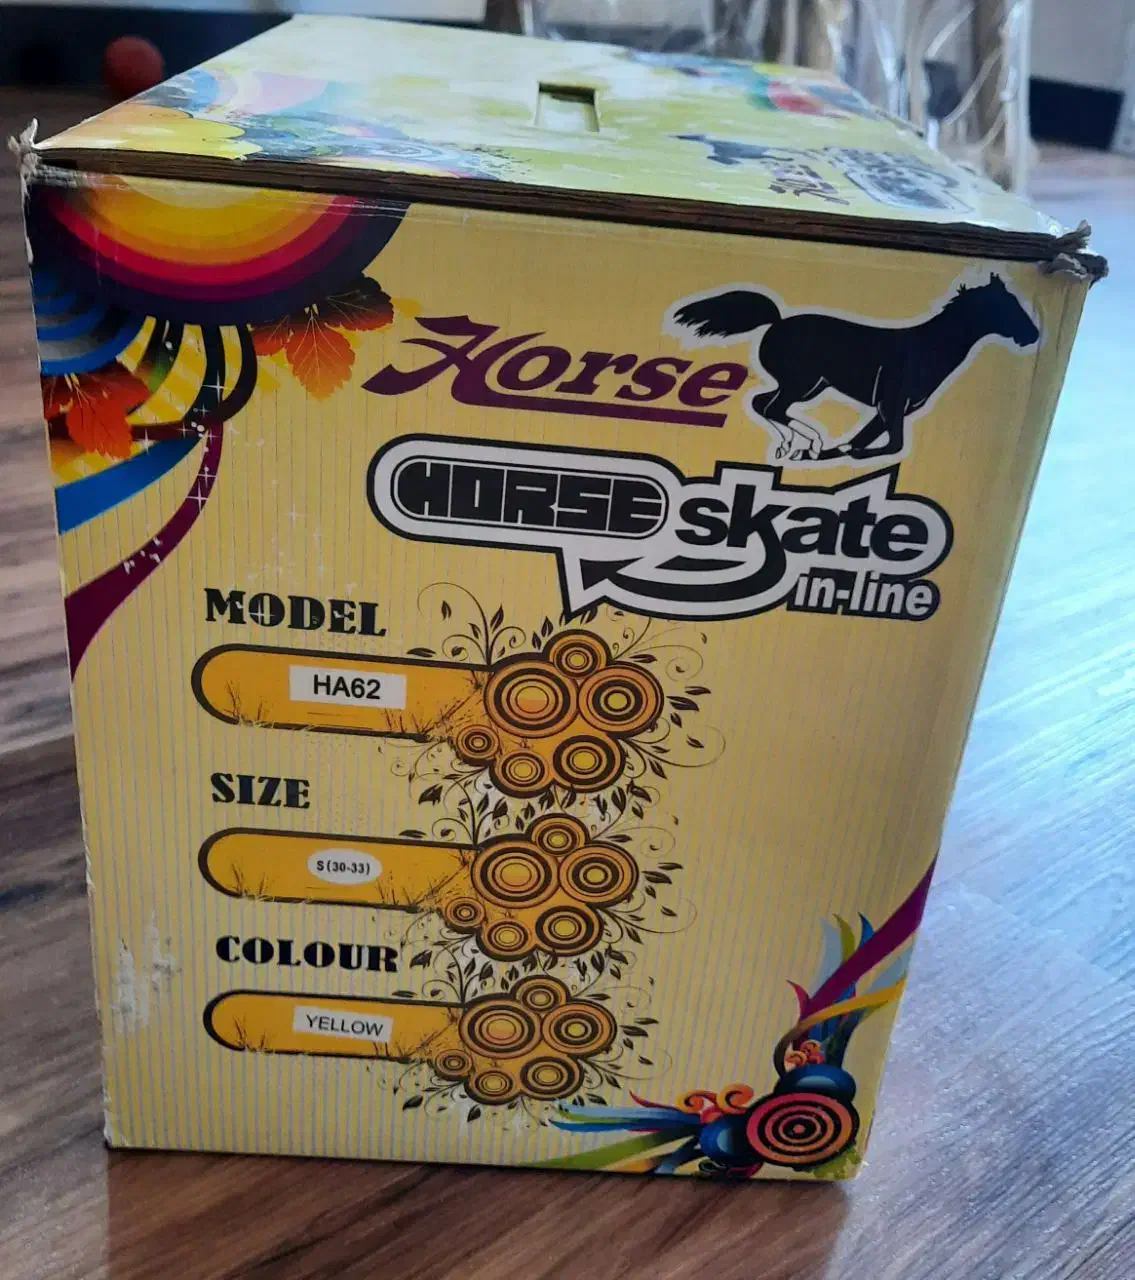 Horse
HORSE skate
in-line
MODEL
HA62
SIZE
S(30-33)
COLOUR
YELLOW